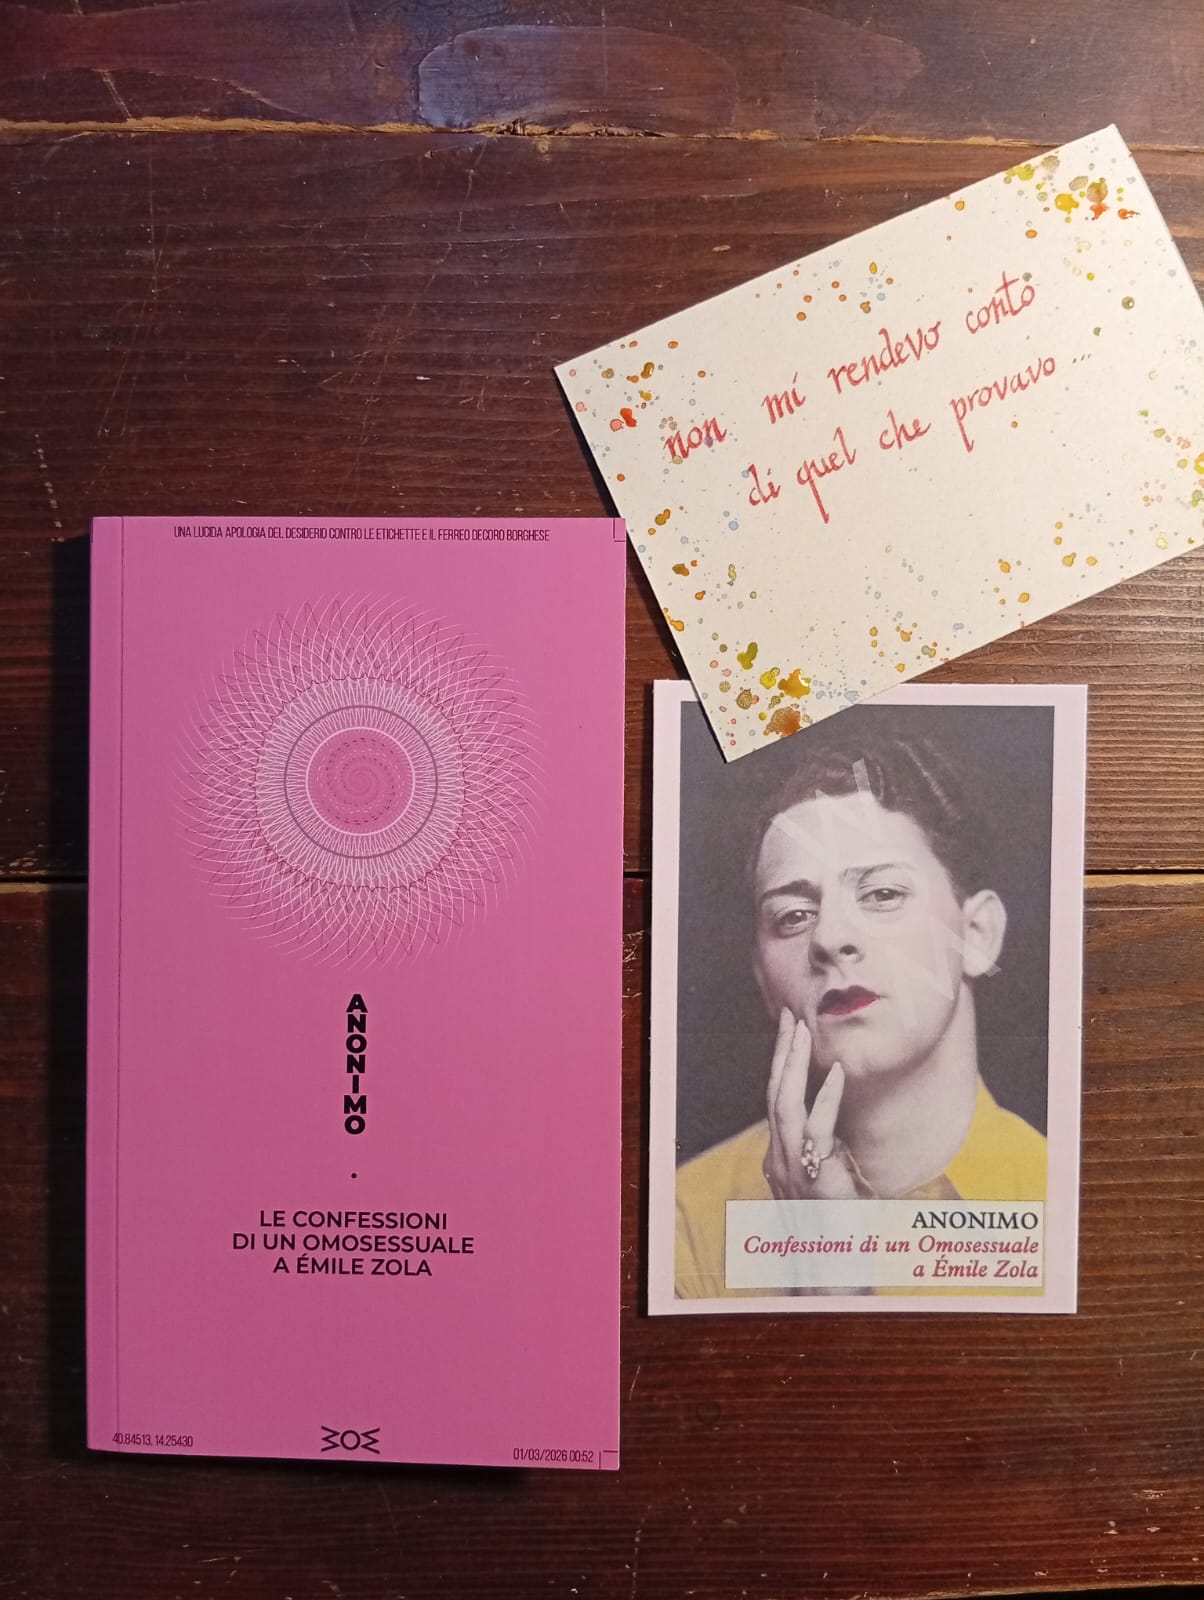 non mi rendevo conto
di quel che provavo ...
UNA LUCIDA APOLOGIA DEL DESIDERIO CONTRO LE ETICHETTE E IL FERREO DECORO BORGHESE
ANONIMO
LE CONFESSIONI
DI UN OMOSESSUALE
A ÉMILE ZOLA
40.84513, 14.25430
01/03/2026 00:52
ANONIMO
Confessioni di un Omosessuale
a Émile Zola